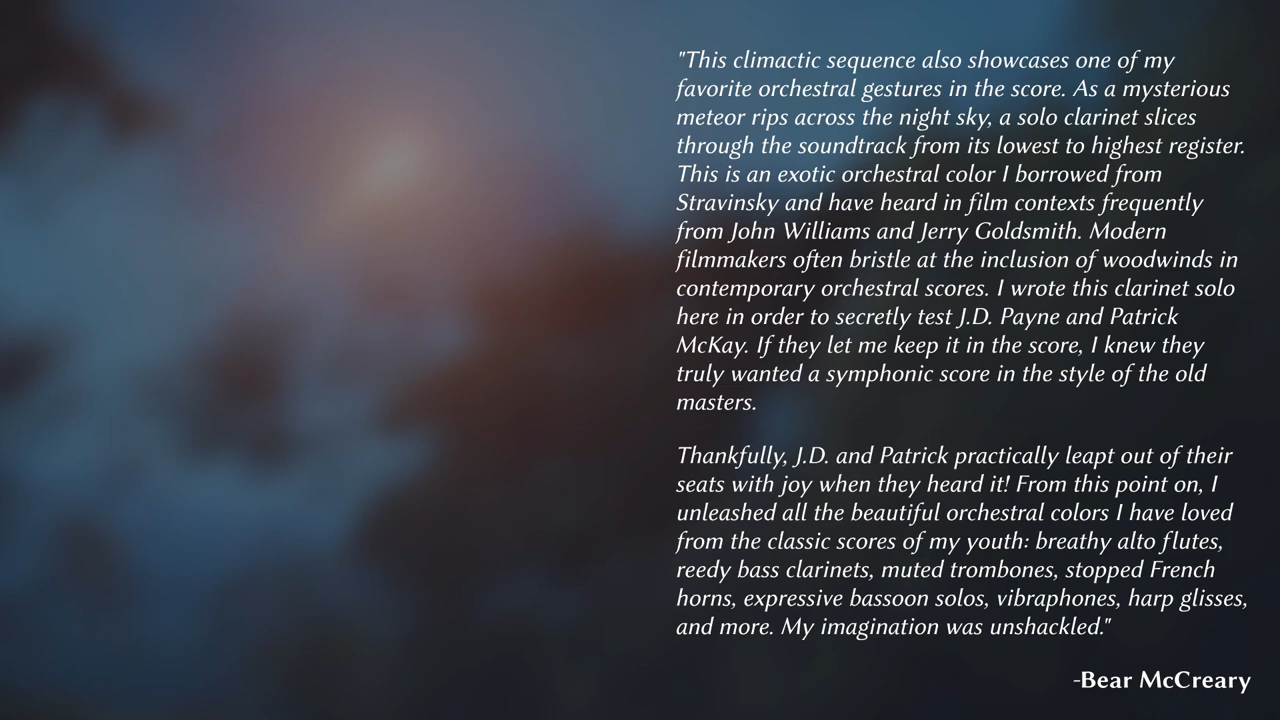 "This climactic sequence also showcases one of my
favorite orchestral gestures in the score. As a mysterious
meteor rips across the night sky, a solo clarinet slices
through the soundtrack from its lowest to highest register.
This is an exotic orchestral color I borrowed from
Stravinsky and have heard in film contexts frequently
from John Williams and Jerry Goldsmith. Modern
filmmakers often bristle at the inclusion of woodwinds in
contemporary orchestral scores. I wrote this clarinet solo
here in order to secretly test J.D. Payne and Patrick
McKay. If they let me keep it in the score, I knew they
truly wanted a symphonic score in the style of the old
masters.

Thankfully, J.D. and Patrick practically leapt out of their
seats with joy when they heard it! From this point on, I
unleashed all the beautiful orchestral colors I have loved
from the classic scores of my youth: breathy alto flutes,
reedy bass clarinets, muted trombones, stopped French
horns, expressive bassoon solos, vibraphones, harp glisses,
and more. My imagination was unshackled."
-Bear McCreary